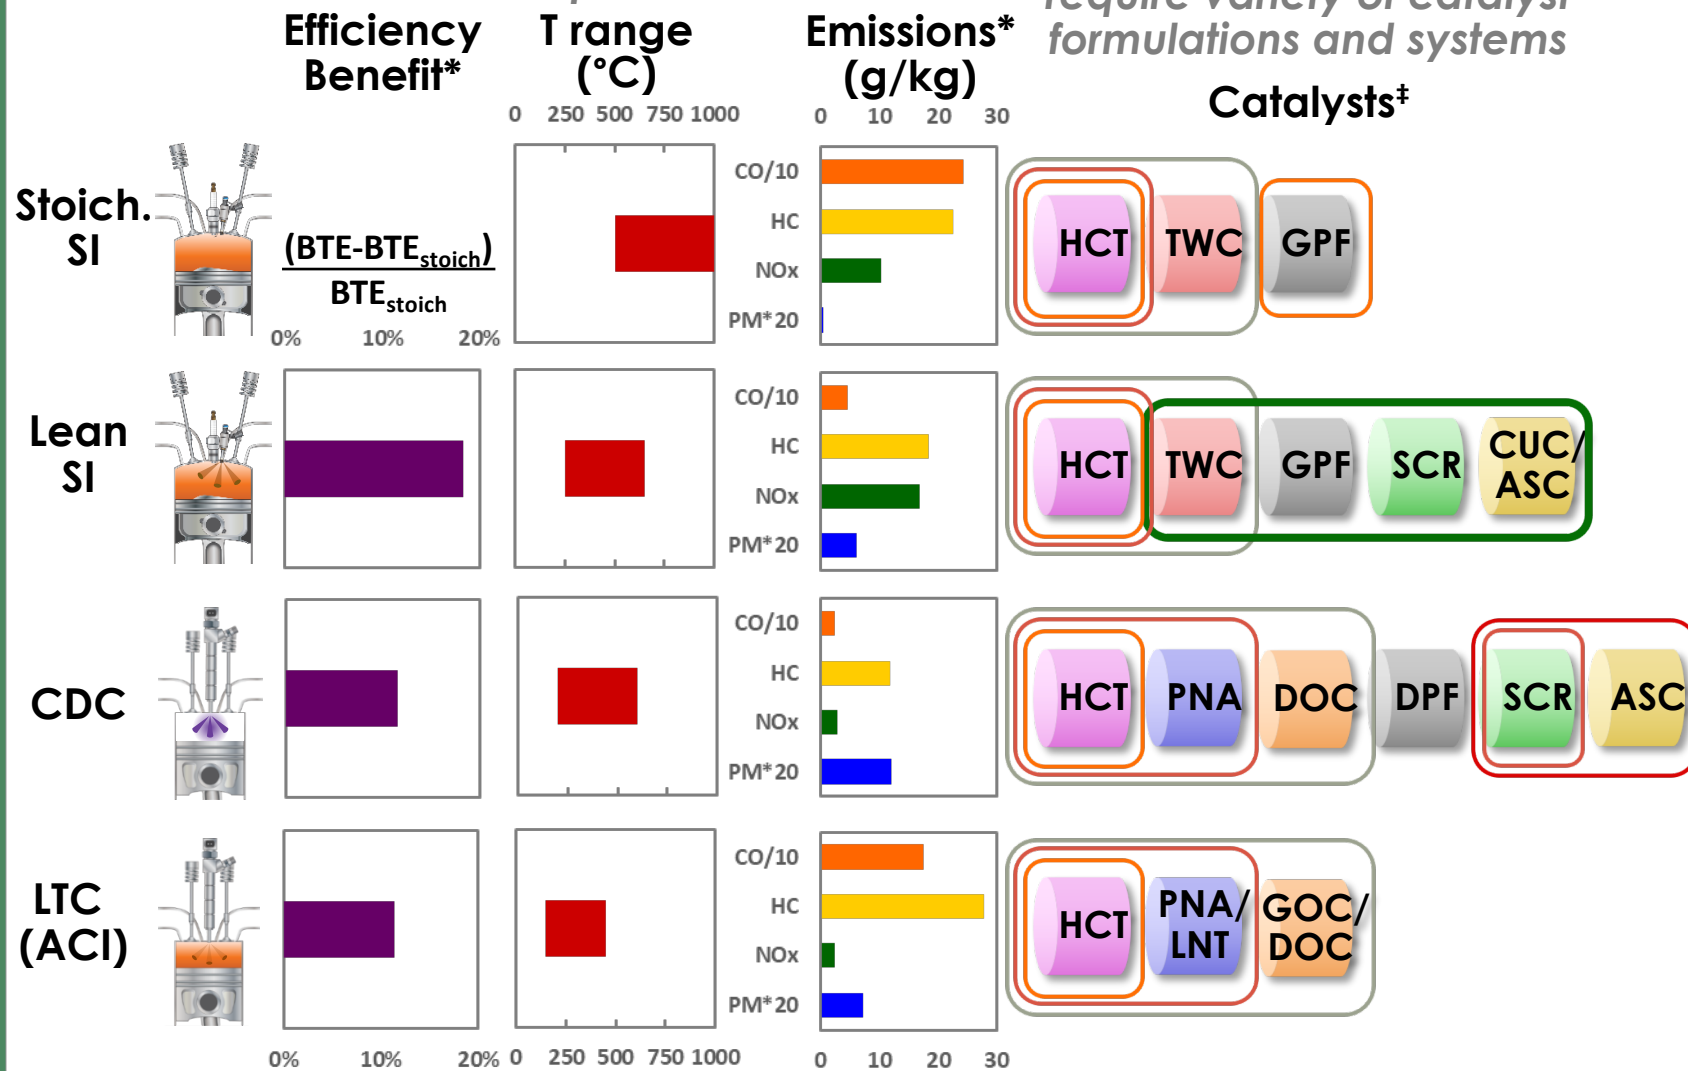 require variety of catalyst
formulations and systems
Efficiency
Benefit*
T range
(°C)
Emissions*
(g/kg)
Catalysts‡
0 250 500 750 1000
0 10 20 30
Stoich.
SI
(BTE-BTEstoich)
BTEstoich
0% 10% 20%
CO/10
HC
NOx
PM*20
HCT TWC GPF
Lean
SI
CO/10
HC
NOx
PM*20
HCT TWC GPF SCR CUC/
ASC
CDC
CO/10
HC
NOx
PM*20
HCT PNA DOC DPF SCR ASC
LTC
(ACI)
CO/10
HC
NOx
PM*20
HCT PNA/
LNT GOC/
DOC
0% 10% 20% 0 250 500 750 1000 0 10 20 30